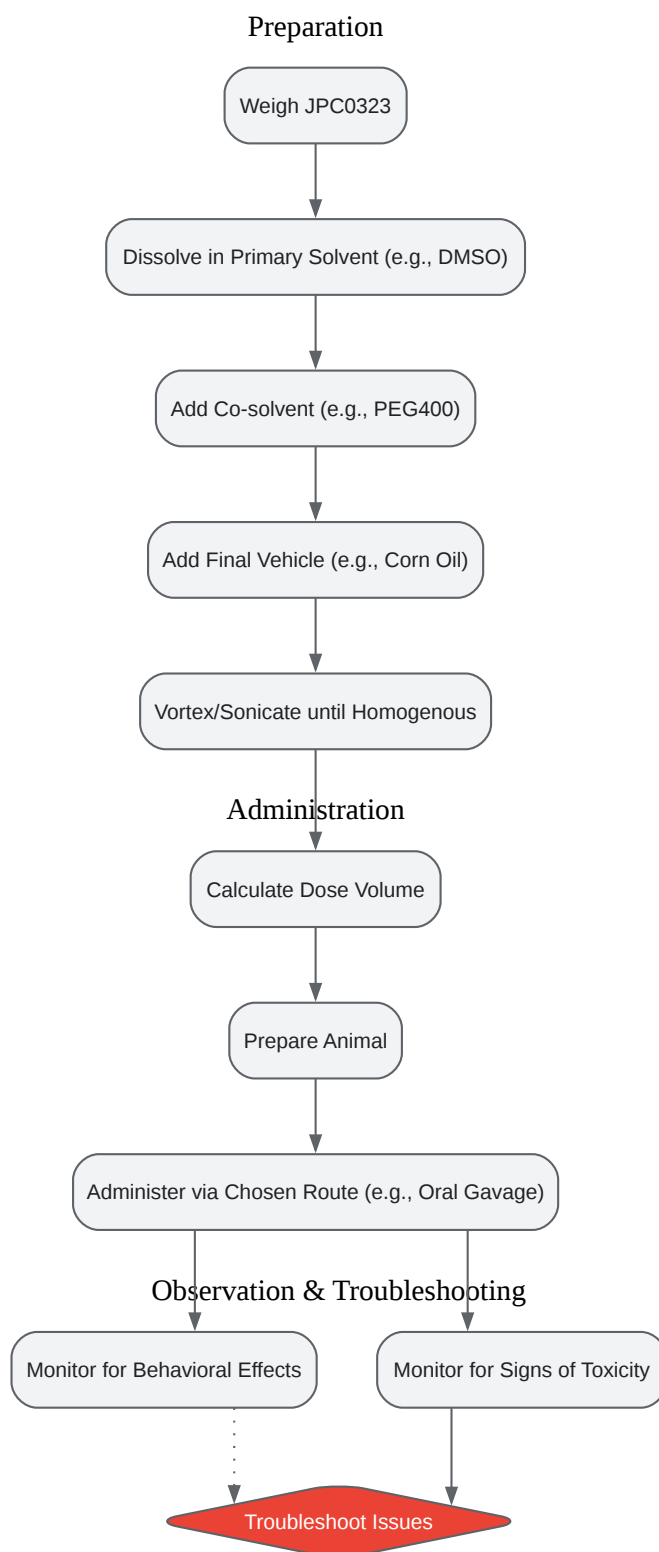 Preparation
Weigh JPC0323
Dissolve in Primary Solvent (e.g., DMSO)
Add Co-solvent (e.g., PEG400)
Add Final Vehicle (e.g., Corn Oil)
Vortex/Sonicate until Homogenous
Administration
Calculate Dose Volume
Prepare Animal
Administer via Chosen Route (e.g., Oral Gavage)
Observation & Troubleshooting
Monitor for Behavioral Effects
Monitor for Signs of Toxicity
Troubleshoot Issues